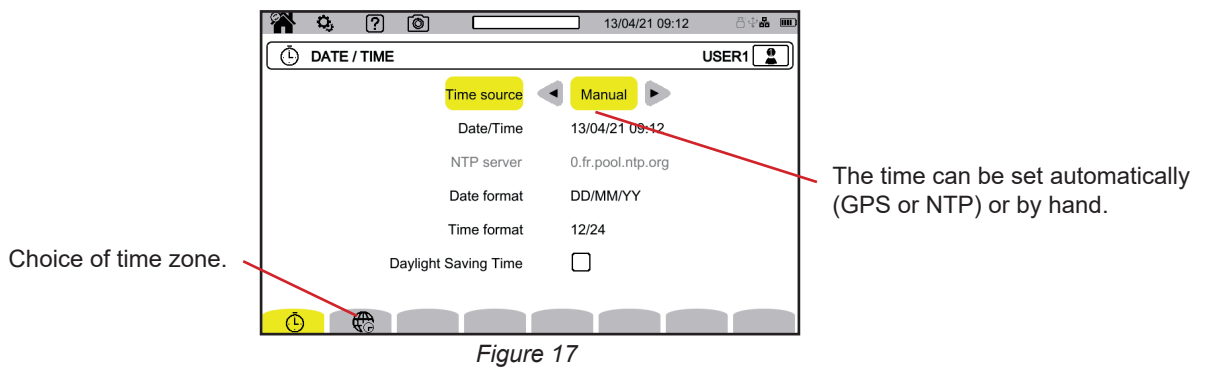 13/04/21 09:12
DATE / TIME
USER1
Time source
Manual
Date/Time
13/04/21 09:12
NTP server
0.fr.pool.ntp.org
Date format
DD/MM/YY
Time format
12/24
Daylight Saving Time
The time can be set automatically
(GPS or NTP) or by hand.
Choice of time zone.
Figure 17